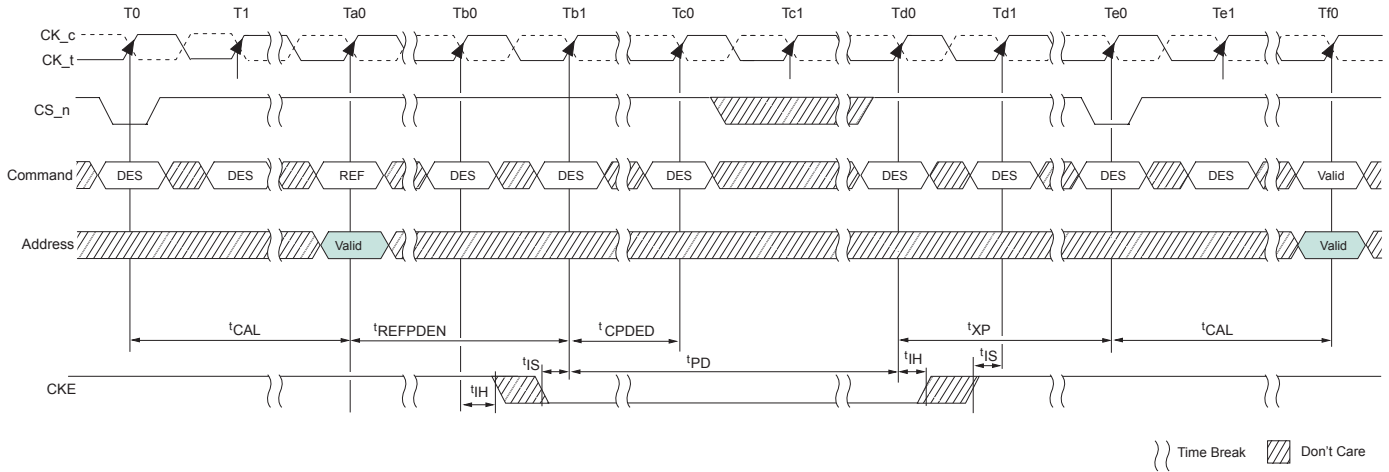 T0 T1 Ta0 Tb0 Tb1 Tc0 Tc1 Td0 Td1 Te0 Te1 Tf0
CK_c
CK_t
CS_n
Command DES DES REF DES DES DES DES DES DES DES Valid
Address Valid Valid
tCAL tREFPDEN tCPDED tXP tCAL
tIS tPD tIH tIS
CKE tIH
Time Break Don't Care